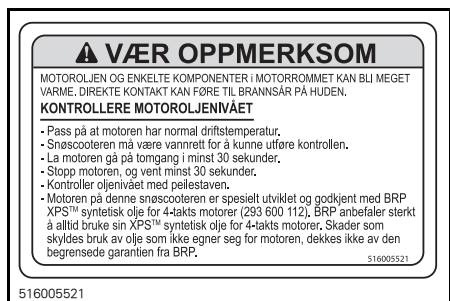 ⚠ VÆR OPPMERKSOM
MOTOROLJEN OG ENKELTE KOMPONENTER i MOTORROMMET KAN BLI MEGET
VARME. DIREKTE KONTAKT KAN FØRE TIL BRANNSÅR PÅ HUDEN.
KONTROLLERE MOTOROLJENIVÅET
- Pass på at motoren har normal driftstemperatur.
- Snøscooteren må være vannrett for å kunne utføre kontrollen.
- La motoren gå på tomgang i minst 30 sekunder.
- Stopp motoren, og vent minst 30 sekunder.
- Kontroller oljenivået med peilestaven.
- Motoren på denne snøscooteren er spesielt utviklet og godkjent med BRP
XPS™ syntetisk olje for 4-takts motorer (293 600 112). BRP anbefaler sterkt
å alltid bruke sin XPS™ syntetisk olje for 4-takts motorer. Skader som
skyldes bruk av olje som ikke egner seg for motoren, dekkes ikke av den
begrensede garantien fra BRP.
516005521
516005521